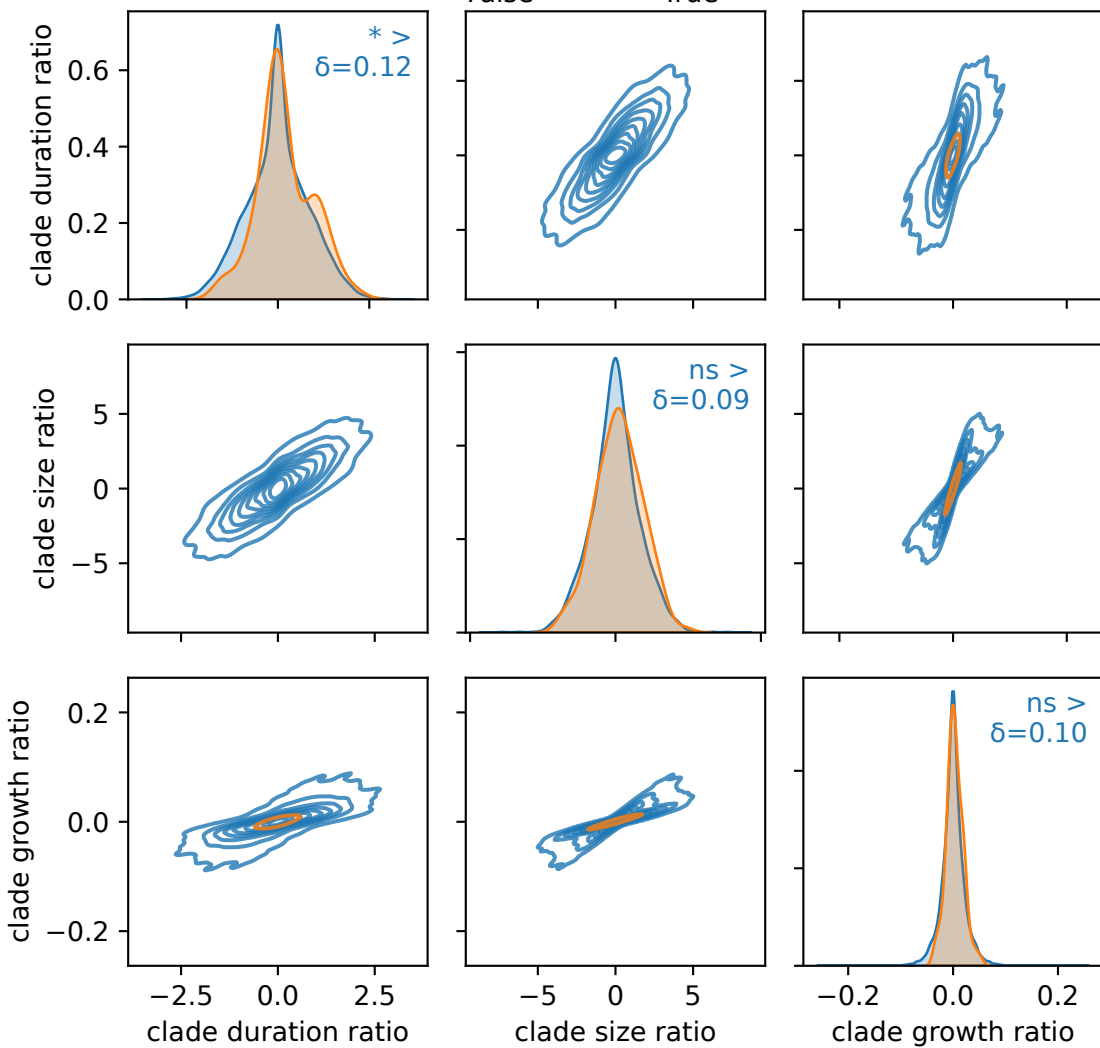 clade duration ratio
0.6
0.4
0.2
0.0
* >
δ=0.12
clade size ratio
5
0
−5
ns >
δ=0.09
clade growth ratio
0.2
0.0
−0.2
ns >
δ=0.10
−2.5 0.0 2.5
−5 0 5
−0.2 0.0 0.2
clade duration ratio
clade size ratio
clade growth ratio